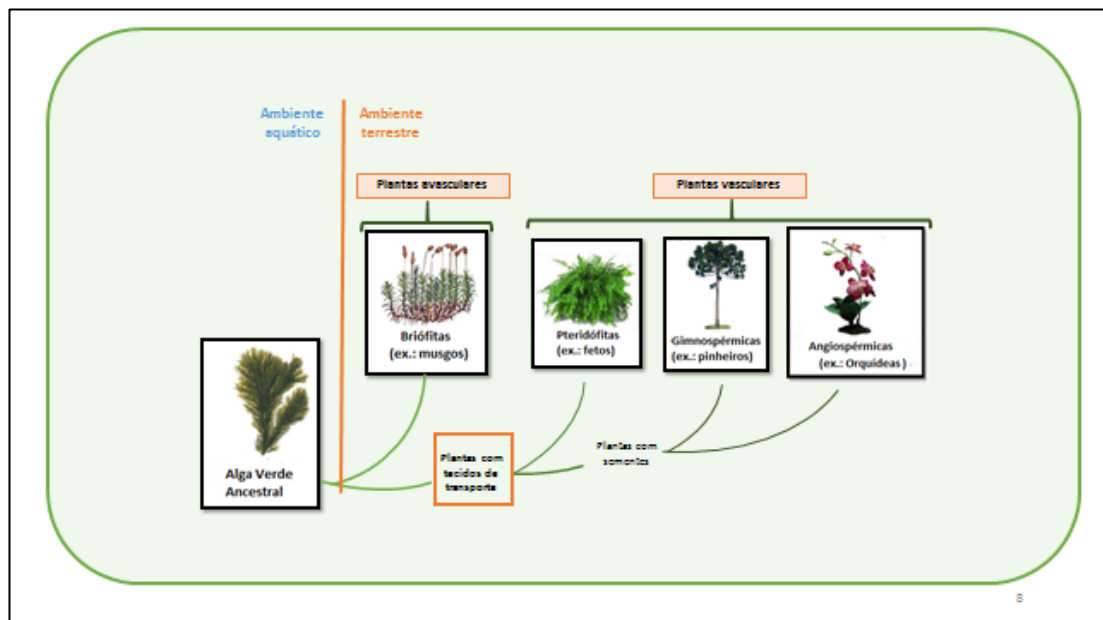 Ambiente
aquático
Ambiente
terrestre
Plantas avasculares
Plantas vasculares
Briófitas
(ex.: musgos)
Pteridófitas
(ex.: fetos)
Gimnospérmicas
(ex.: pinheiros)
Angiospérmicas
(ex.: Orquídeas )
Alga Verde
Ancestral
Plantas com
tecidos de
transporte
Plantas com
sementes
8